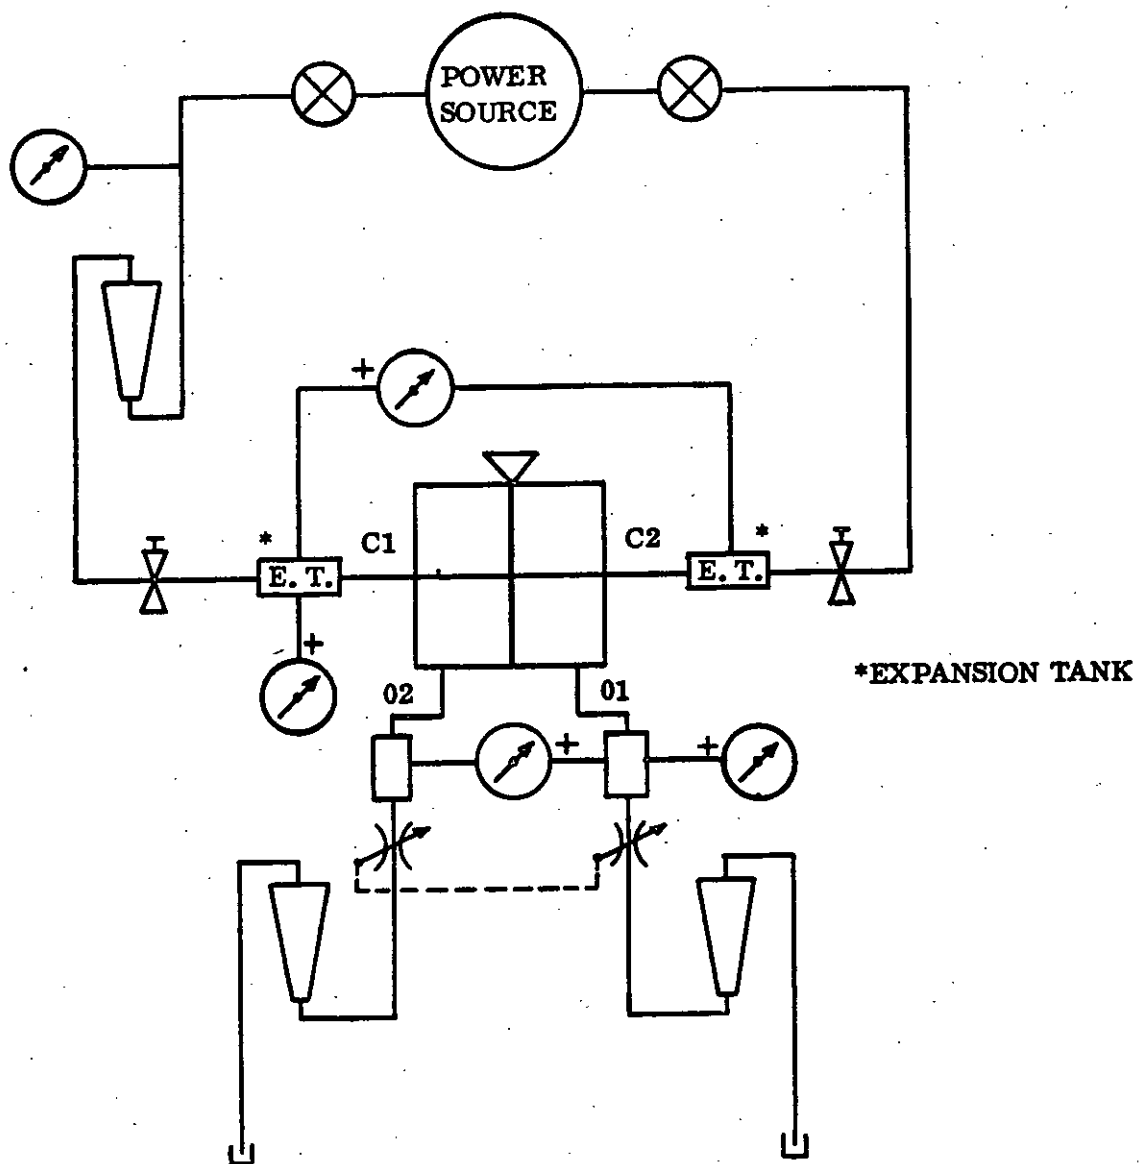 POWER
SOURCE
+
* C1 C2 *
E. T. E. T.
+
*EXPANSION TANK
02 01
+ +